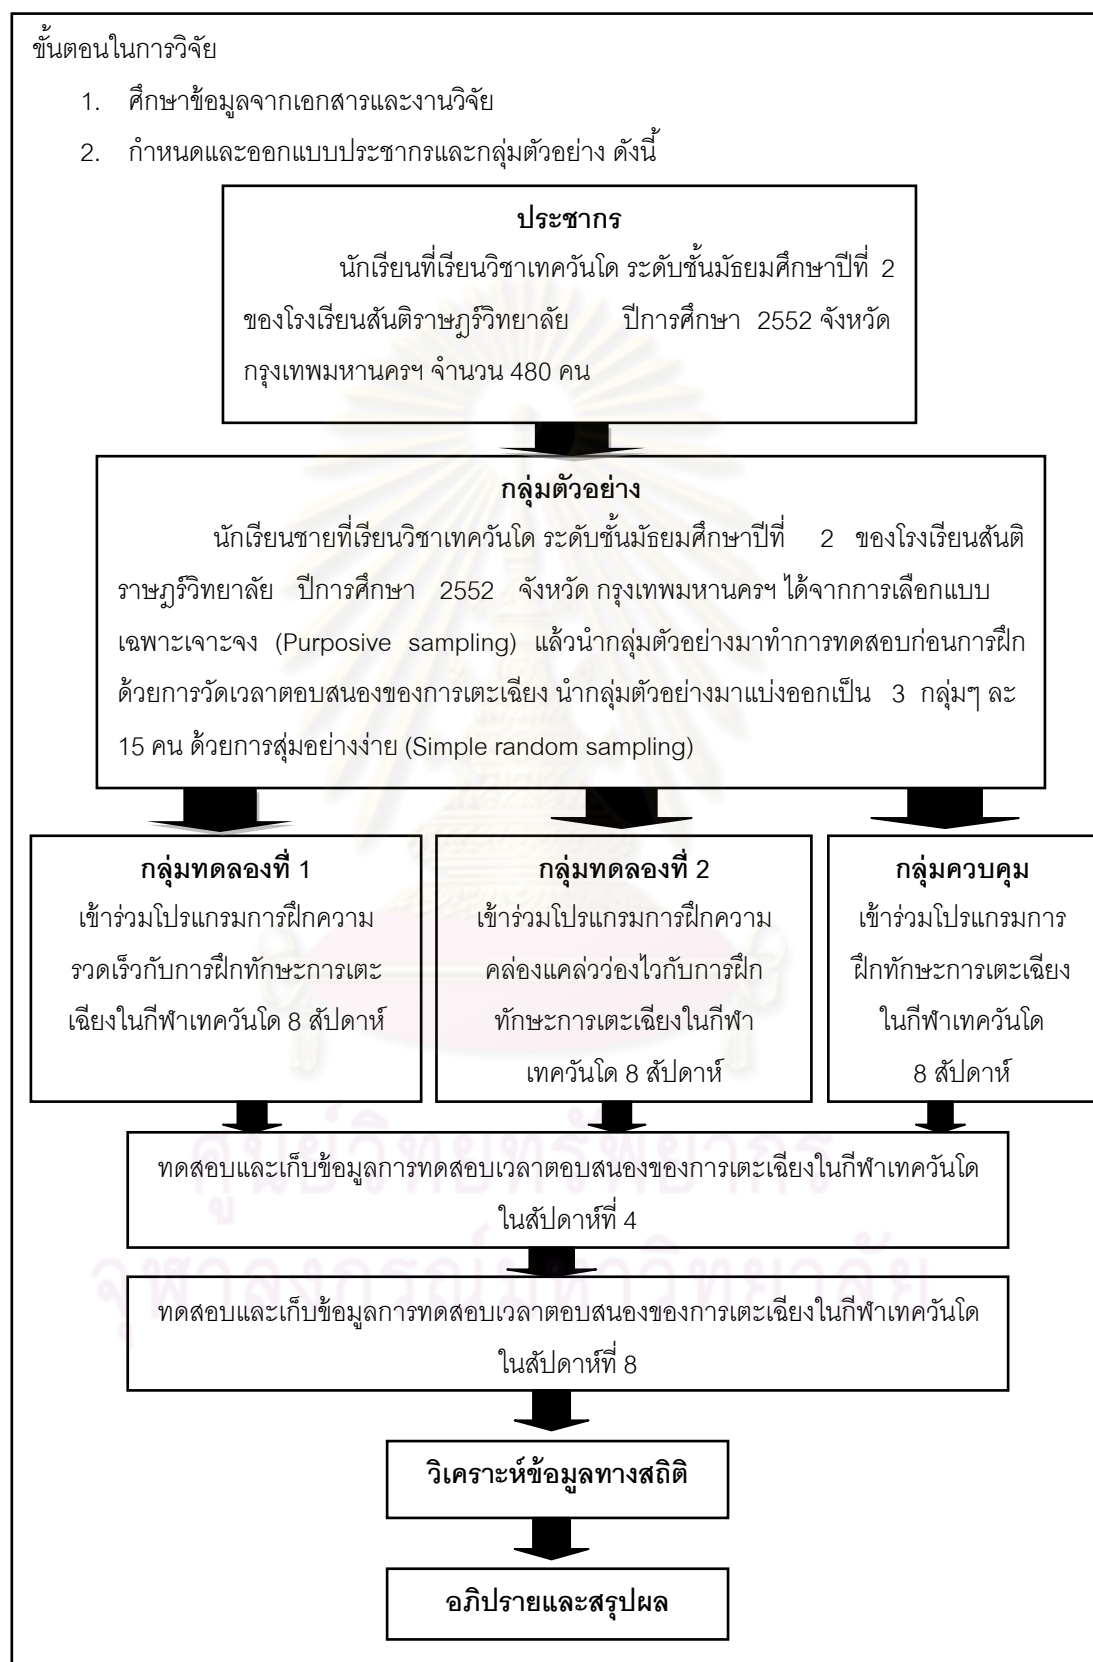 ขั้นตอนในการวิจัย
1. ศึกษาข้อมูลจากเอกสารและงานวิจัย
2. กำหนดและออกแบบประชากรและกลุ่มตัวอย่าง ดังนี้
ประชากร
นักเรียนที่เรียนวิชาเทควันโด ระดับชั้นมัธยมศึกษาปีที่ 2
ของโรงเรียนสันติราษฎร์วิทยาลัย ปีการศึกษา 2552 จังหวัด
กรุงเทพมหานครฯ จำนวน 480 คน
กลุ่มตัวอย่าง
นักเรียนชายที่เรียนวิชาเทควันโด ระดับชั้นมัธยมศึกษาปีที่ 2 ของโรงเรียนสันติ
ราษฎร์วิทยาลัย ปีการศึกษา 2552 จังหวัด กรุงเทพมหานครฯ ได้จากการเลือกแบบ
เฉพาะเจาะจง (Purposive sampling) แล้วนำกลุ่มตัวอย่างมาทำการทดสอบก่อนการฝึก
ด้วยการวัดเวลาตอบสนองของการเตะเฉียง นำกลุ่มตัวอย่างมาแบ่งออกเป็น 3 กลุ่มๆ ละ
15 คน ด้วยการสุ่มอย่างง่าย (Simple random sampling)
กลุ่มทดลองที่ 1
เข้าร่วมโปรแกรมการฝึกความ
รวดเร็วกับการฝึกทักษะการเตะ
เฉียงในกีฬาเทควันโด 8 สัปดาห์
กลุ่มทดลองที่ 2
เข้าร่วมโปรแกรมการฝึกความ
คล่องแคล่วว่องไวกับการฝึก
ทักษะการเตะเฉียงในกีฬา
เทควันโด 8 สัปดาห์
กลุ่มควบคุม
เข้าร่วมโปรแกรมการ
ฝึกทักษะการเตะเฉียง
ในกีฬาเทควันโด
8 สัปดาห์
ทดสอบและเก็บข้อมูลการทดสอบเวลาตอบสนองของการเตะเฉียงในกีฬาเทควันโด
ในสัปดาห์ที่ 4
ทดสอบและเก็บข้อมูลการทดสอบเวลาตอบสนองของการเตะเฉียงในกีฬาเทควันโด
ในสัปดาห์ที่ 8
วิเคราะห์ข้อมูลทางสถิติ
อภิปรายและสรุปผล
ศูนย์วิทยทรัพยากร
จุฬาลงกรณ์มหาวิทยาลัย